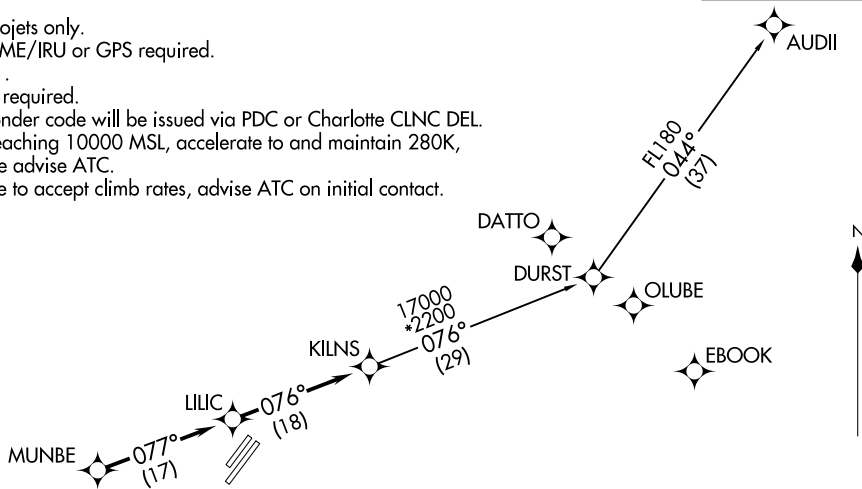 ojets only.
ME/IRU or GPS required.
.
required.
nder code will be issued via PDC or Charlotte CLNC DEL.
eaching 10000 MSL, accelerate to and maintain 280K,
e advise ATC.
e to accept climb rates, advise ATC on initial contact.
AUDII
FL180
044°
(37)
DATTO
N
DURST
OLUBE
17000
*2200
076°
(29)
KILNS
EBOOK
LILIC
076°
(18)
MUNBE
077°
(17)